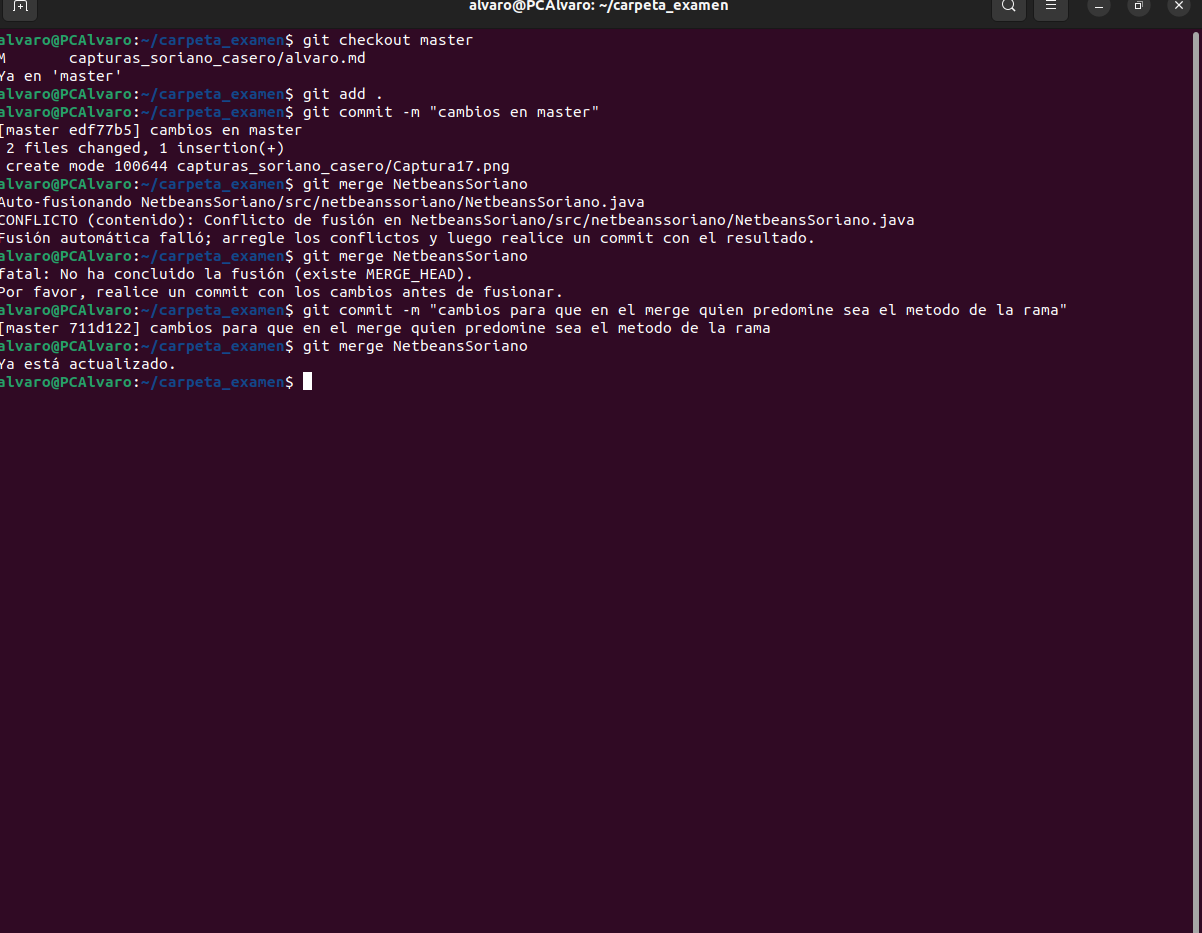 alvaro@PCAlvaro: ~/carpeta_examen
alvaro@PCAlvaro:~/carpeta_examen$ git checkout master
M       capturas_soriano_casero/alvaro.md
Ya en 'master'
alvaro@PCAlvaro:~/carpeta_examen$ git add .
alvaro@PCAlvaro:~/carpeta_examen$ git commit -m "cambios en master"
[master edf77b5] cambios en master
 2 files changed, 1 insertion(+)
 create mode 100644 capturas_soriano_casero/Captura17.png
alvaro@PCAlvaro:~/carpeta_examen$ git merge NetbeansSoriano
Auto-fusionando NetbeansSoriano/src/netbeanssoriano/NetbeansSoriano.java
CONFLICTO (contenido): Conflicto de fusión en NetbeansSoriano/src/netbeanssoriano/NetbeansSoriano.java
Fusión automática falló; arregle los conflictos y luego realice un commit con el resultado.
alvaro@PCAlvaro:~/carpeta_examen$ git merge NetbeansSoriano
fatal: No ha concluido la fusión (existe MERGE_HEAD).
Por favor, realice un commit con los cambios antes de fusionar.
alvaro@PCAlvaro:~/carpeta_examen$ git commit -m "cambios para que en el merge quien predomine sea el metodo de la rama"
[master 711d122] cambios para que en el merge quien predomine sea el metodo de la rama
alvaro@PCAlvaro:~/carpeta_examen$ git merge NetbeansSoriano
Ya está actualizado.
alvaro@PCAlvaro:~/carpeta_examen$